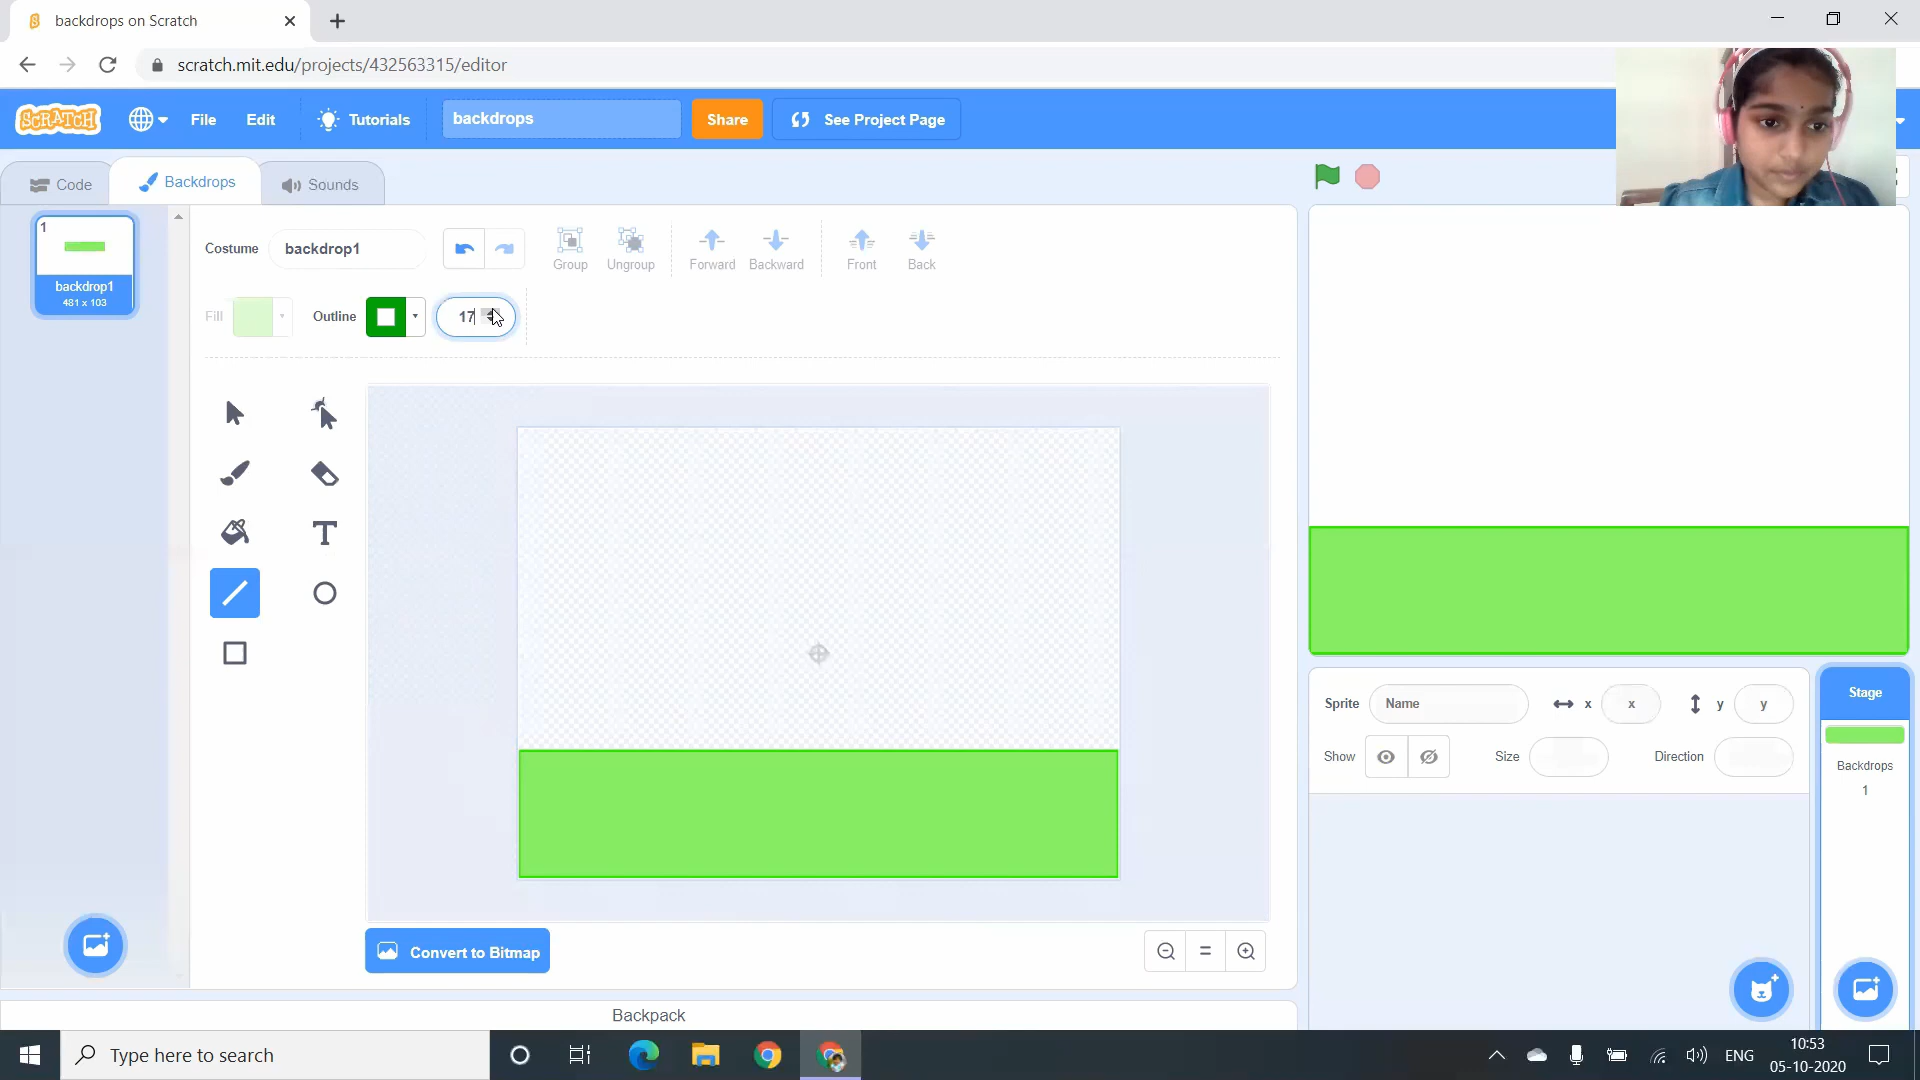 backdrops on Scratch
scratch.mit.edu/projects/432563315/editor
SCRATCH File Edit Tutorials backdrops Share See Project Page
Code Backdrops Sounds
1
backdrop1
481 x 103
Costume backdrop1 Group Ungroup Forward Backward Front Back
Fill Outline 17
Convert to Bitmap
Sprite Name x x y y
Show Size Direction
Stage
Backdrops
1
Backpack
Type here to search
ENG
10:53
05-10-2020